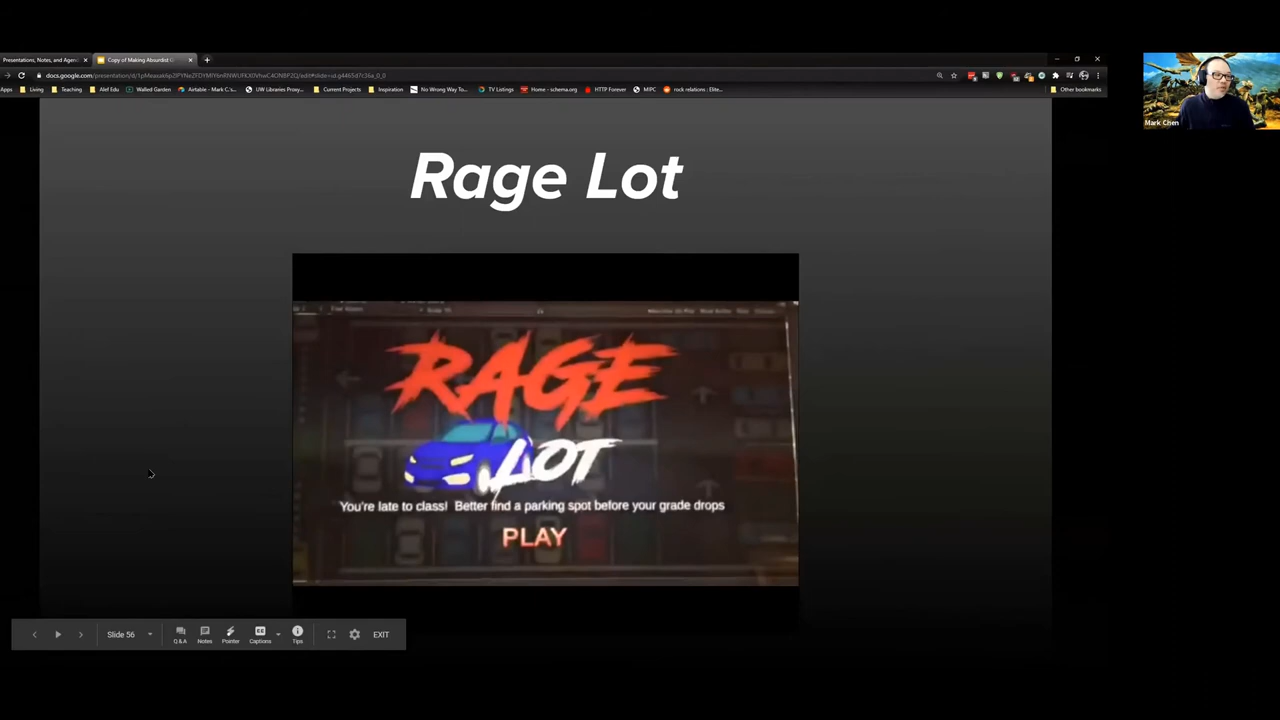 Presentations, Notes, and Agen
Copy of Making Absurdist G
Apps
Living
Teaching
Alef Edu
Walled Garden
Airtable - Mark C.'s...
UW Libraries Proxy...
Current Projects
Inspiration
No Wrong Way To...
TV Listings
Home - schema.org
HTTP Forever
MIPC
rock relations | Elite...
Other bookmarks
Mark Chen
Rage Lot
RAGE
LOT
You're late to class! Better find a parking spot before your grade drops
PLAY
Slide 56
Q & A
Notes
Pointer
Captions
Tips
EXIT